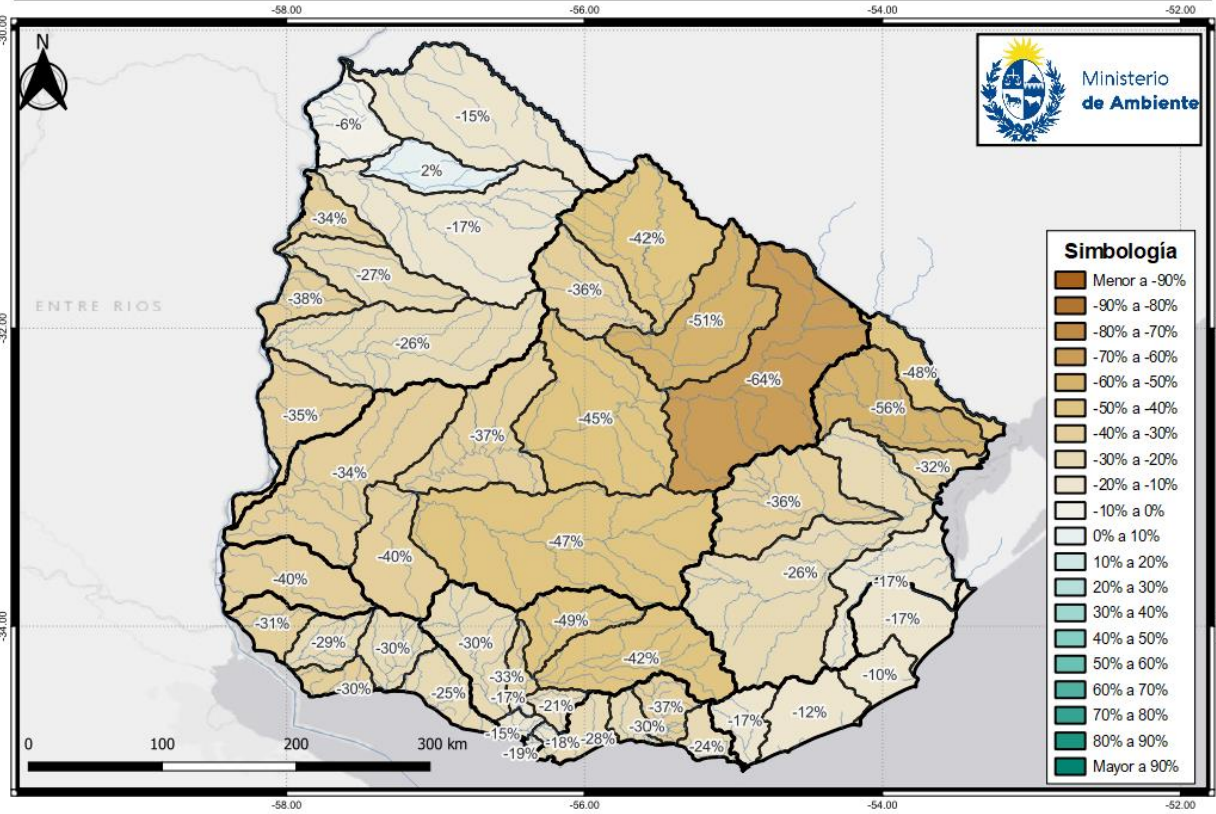 -58.00 -56.00 -54.00 -52.00
-30.00
N
Ministerio
de Ambiente
-15%
-6%
2%
-34%
-17%
-42%
-27%
-36%
-38%
ENTRE RIOS
-32.00
-51%
-26%
-48%
-64%
-35%
-56%
-45%
-37%
-32%
-34%
-36%
-47%
-40%
-26%
-40%
-17%
-34.00
-31%
-49%
-17%
-29%
-30%
-30%
-42%
-33%
-10%
-30%
-25%
-17%
-21%
-37%
-12%
-17%
-30%
-15%
-18%
-28%
-24%
-19%
0 100 200 300 km
Simbología
Menor a -90%
-90% a -80%
-80% a -70%
-70% a -60%
-60% a -50%
-50% a -40%
-40% a -30%
-30% a -20%
-20% a -10%
-10% a 0%
0% a 10%
10% a 20%
20% a 30%
30% a 40%
40% a 50%
50% a 60%
60% a 70%
70% a 80%
80% a 90%
Mayor a 90%
-58.00 -56.00 -54.00 -52.00